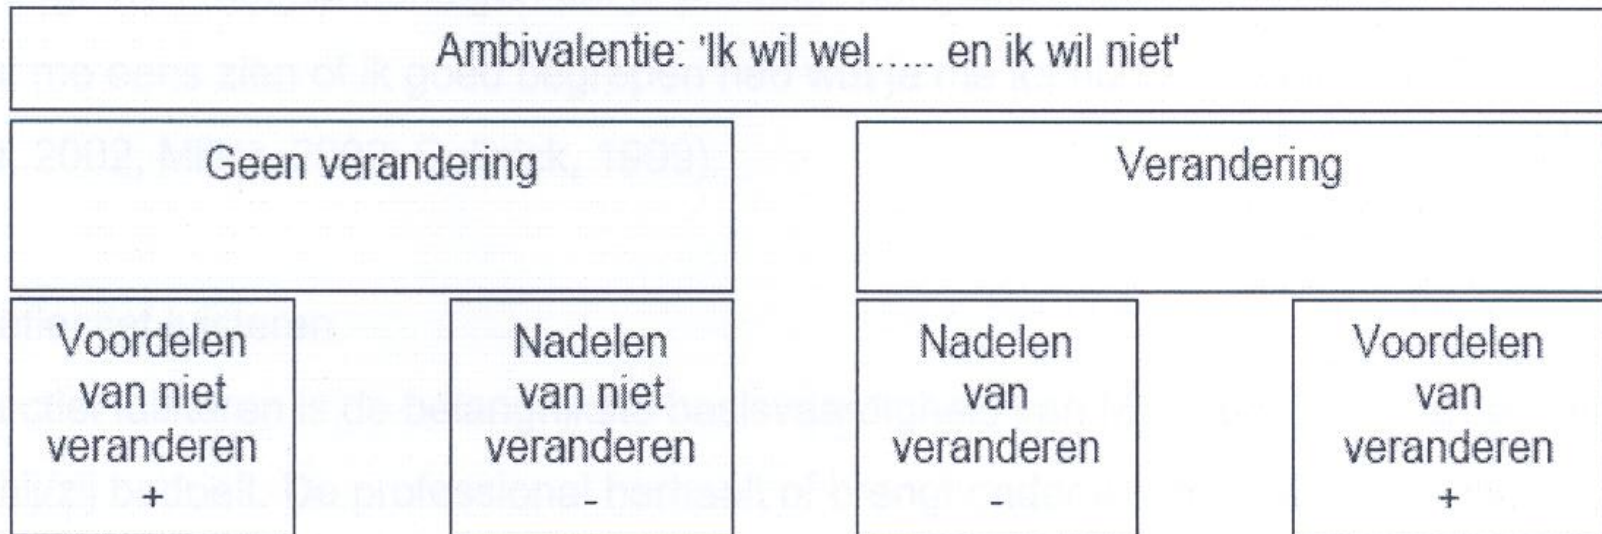 Ambivalentie: 'Ik wil wel..... en ik wil niet'
Geen verandering
Verandering
Voordelen
van niet
veranderen
+
Nadelen
van niet
veranderen
-
Nadelen
van
veranderen
-
Voordelen
van
veranderen
+